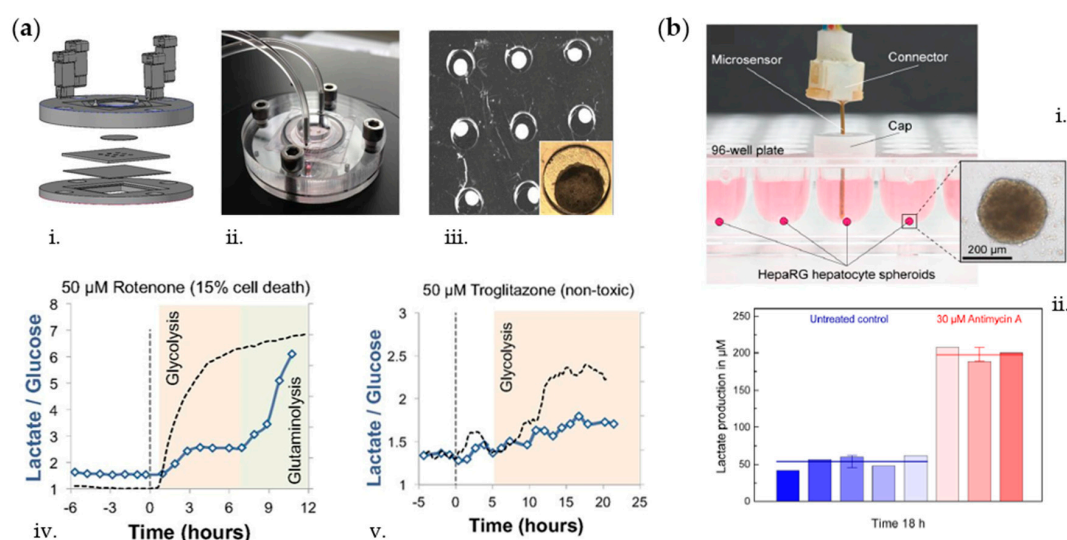 (a)
i.
ii.
iii.
(b)
Microsensor
Connector
Cap
96-well plate
i.
200 µm
HepaRG hepatocyte spheroids
50 µM Rotenone (15% cell death)
Lactate / Glucose
8
7
6
5
4
3
2
1
Glycolysis
Glutaminolysis
-6 -3 0 3 6 9 12
Time (hours)
iv.
50 µM Troglitazone (non-toxic)
Lactate / Glucose
3
2.5
2
1.5
1
Glycolysis
-5 0 5 10 15 20 25
Time (hours)
v.
ii.
Untreated control
30 µM Antimycin A
Lactate production in µM
200
150
100
50
0
Time 18 h